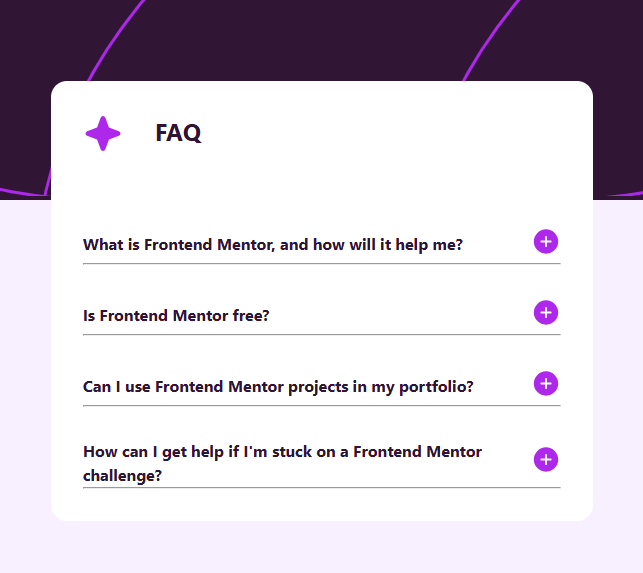 FAQ
What is Frontend Mentor, and how will it help me?
Is Frontend Mentor free?
Can I use Frontend Mentor projects in my portfolio?
How can I get help if I'm stuck on a Frontend Mentor
challenge?